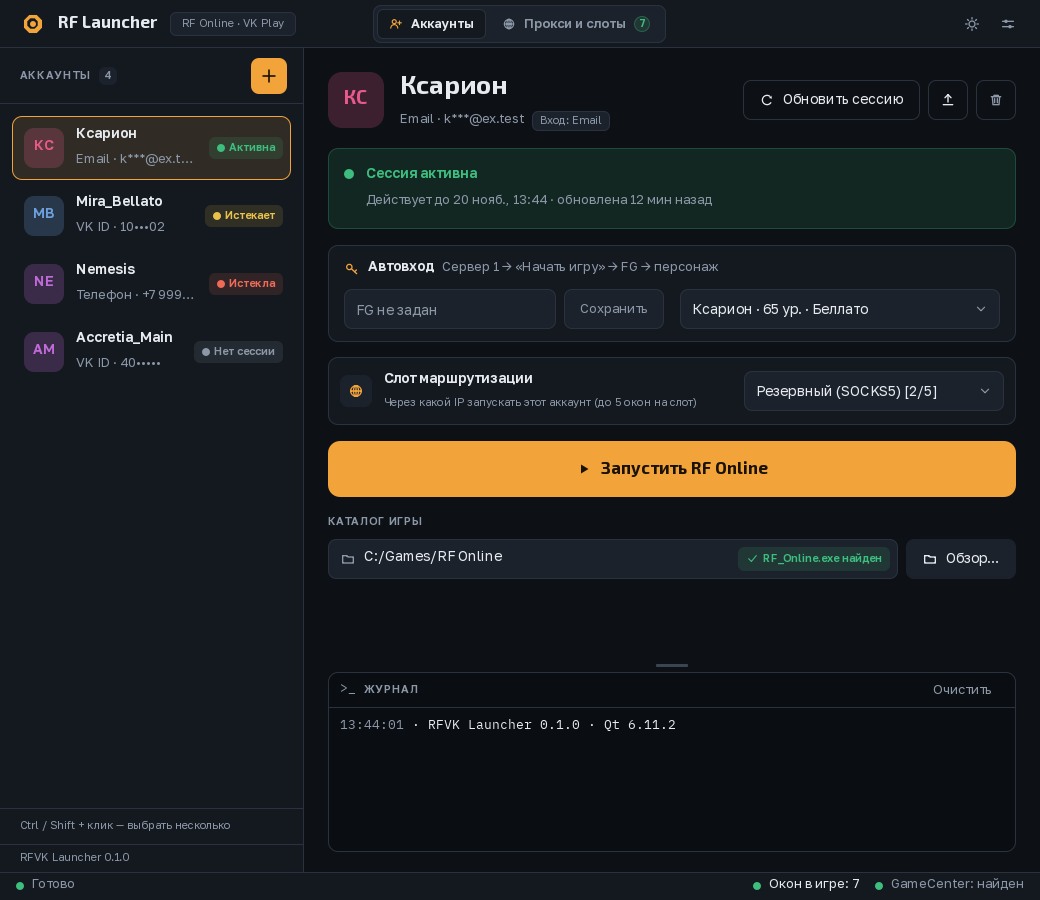 RF Launcher
RF Online · VK Play
Аккаунты
Прокси и слоты 7
АККАУНТЫ 4
+
КС
Ксарион
Email · k***@ex.t...
Активна
MB
Mira_Bellato
VK ID · 10•••02
Истекает
NE
Nemesis
Телефон · +7 999...
Истекла
AM
Accretia_Main
VK ID · 40•••••
Нет сессии
Ctrl / Shift + клик — выбрать несколько
RFVK Launcher 0.1.0
КС
Ксарион
Email · k***@ex.test
Вход: Email
Обновить сессию
Сессия активна
Действует до 20 нояб., 13:44 · обновлена 12 мин назад
Автовход Сервер 1 → «Начать игру» → FG → персонаж
FG не задан
Сохранить
Ксарион · 65 ур. · Беллато
Слот маршрутизации
Через какой IP запускать этот аккаунт (до 5 окон на слот)
Резервный (SOCKS5) [2/5]
Запустить RF Online
КАТАЛОГ ИГРЫ
C:/Games/RF Online
RF_Online.exe найден
Обзор...
>_ ЖУРНАЛ
Очистить
13:44:01 · RFVK Launcher 0.1.0 · Qt 6.11.2
Готово
Окон в игре: 7
GameCenter: найден